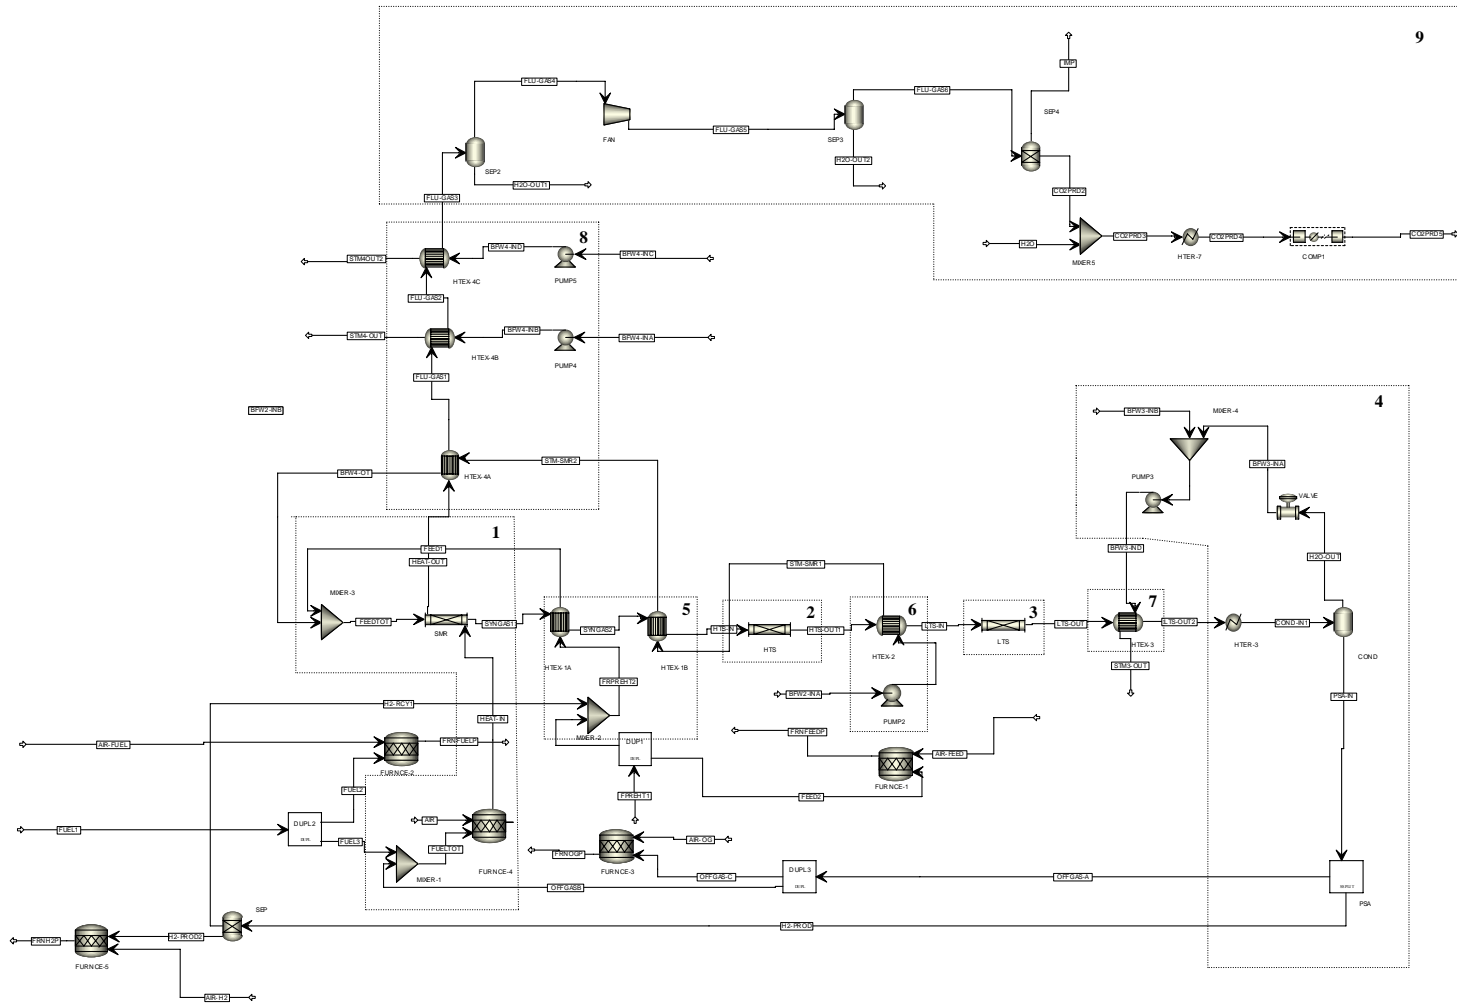 9
FLU-GAS4
IMP
FLU-GAS6
SEP4
FAN
FLU-GAS5
SEP3
SEP2
H2O-OUT2
H2O-OUT1
CO2PRD2
FLU-GAS3
8
BFW4-IND
BFW4-INC
STM4OUT2
HTEX-4C
PUMP5
H2O
CO2PRD3
MIXER5
HTER-7
CO2PRD4
COMP1
CO2PRD5
FLU-GAS2
STM4-OUT
BFW4-INB
BFW4-INA
HTEX-4B
PUMP4
FLU-GAS1
BFW2-INB
4
BFW3-INB
MIXER-4
BFW4-OT
HTEX-4A
STM-SMR2
BFW3-INA
PUMP3
VALVE
1
FEED1
HEAT-OUT
BFW3-IND
H2O-OUT
STM-SMR1
MIXER-3
FEEDTOT
SMR
SYNGAS1
5
SYNGAS2
HTS-IN
2
HTS
HTS-OUT1
6
LTS-IN
3
LTS
LTS-OUT
7
LTS-OUT2
HTER-3
COND-IN1
COND
HTEX-1A
HTEX-1B
HTEX-2
HTEX-3
STM3-OUT
FRPREHT2
BFW2-INA
PUMP2
PSA-IN
H2-RCY1
HEAT-IN
MIXER-2
AIR-FUEL
FRNFUELP
FURNCE-2
DUP1
DUPL
FRNFEEDP
AIR-FEED
FURNCE-1
FUEL2
FPREHT1
FEED2
FUEL1
DUPL2
DUPL
FUEL3
AIR
FUELTOT
FURNCE-4
MIXER-1
AIR-OG
FRNOGP
FURNCE-3
OFFGAS-C
OFFGASB
DUPL3
DUPL
OFFGAS-A
PSA
SEP
H2-PROD
H2-PROD2
FRNH2P
FURNCE-5
AIR-H2